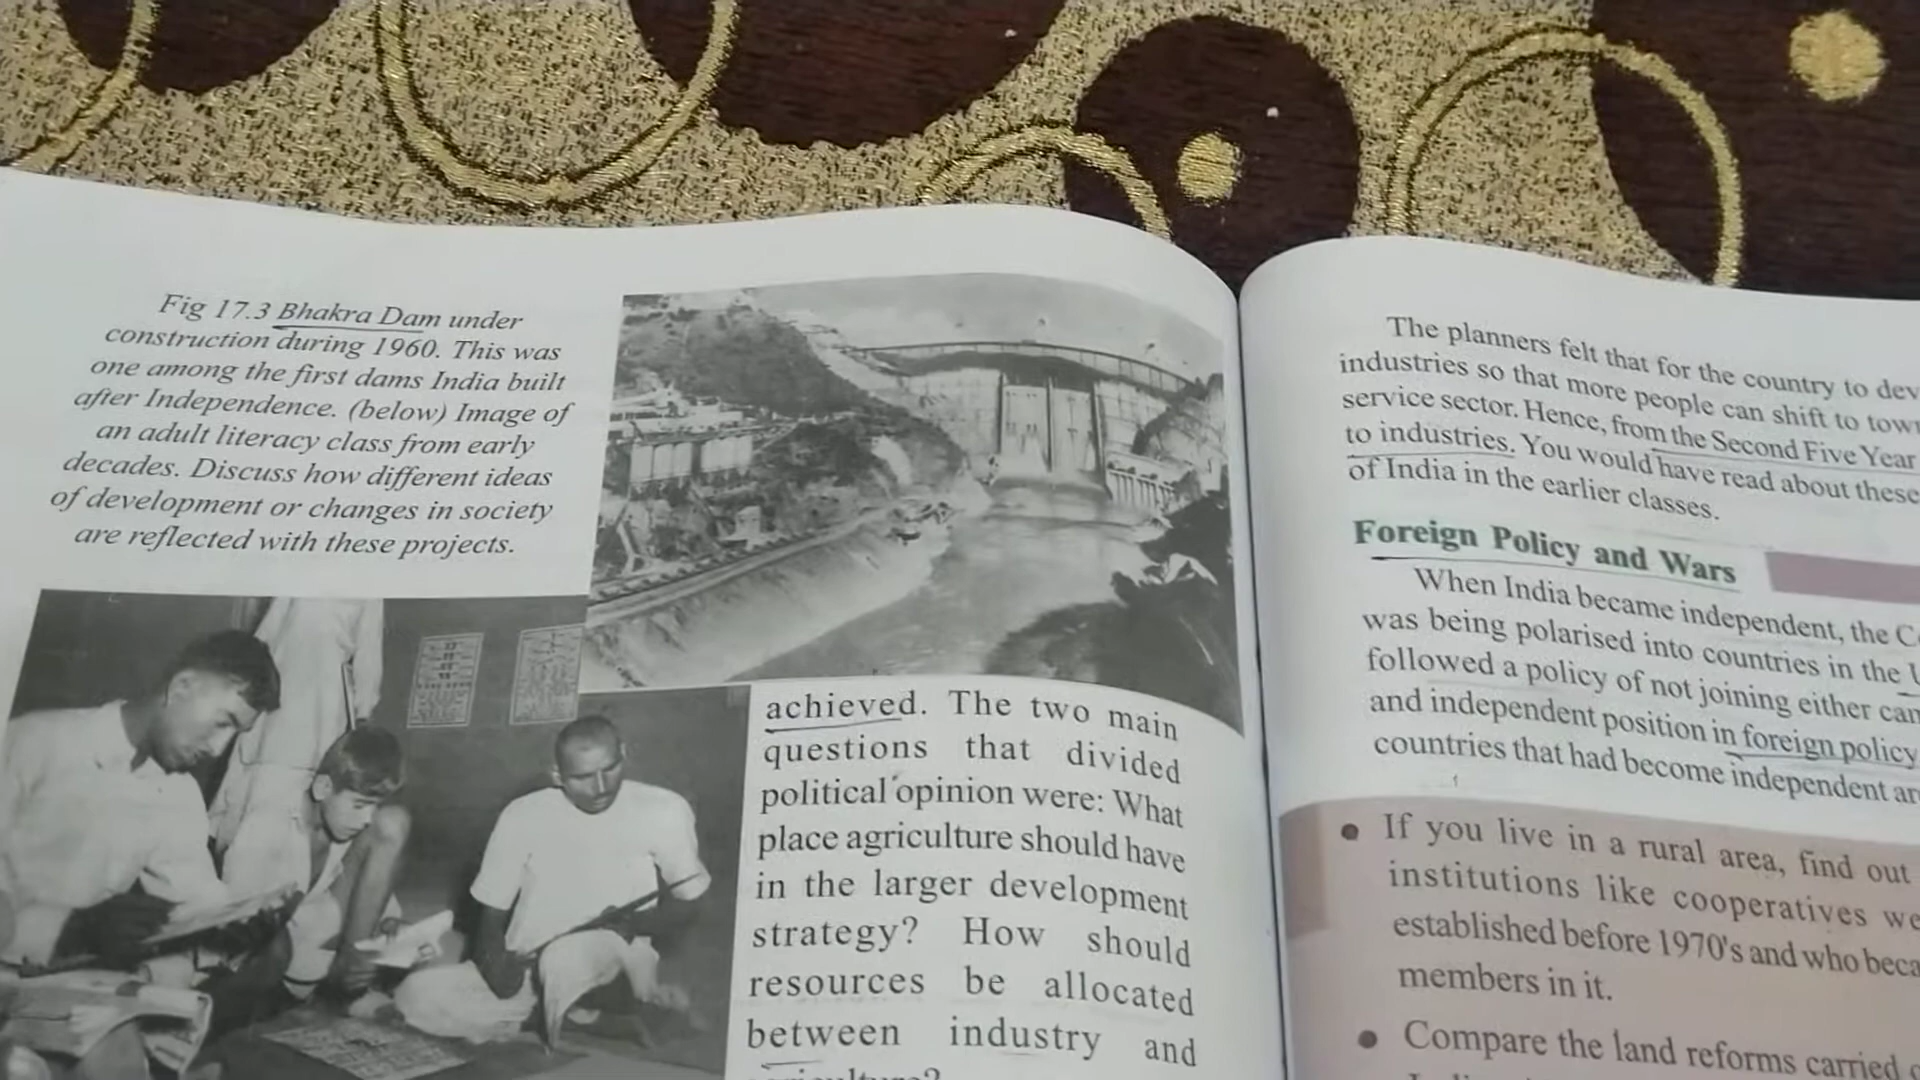 Fig 17.3 Bhakra Dam under
construction during 1960. This was
one among the first dams India built
after Independence. (below) Image of
an adult literacy class from early
decades. Discuss how different ideas
of development or changes in society
are reflected with these projects.
achieved. The two main
questions that divided
political opinion were: What
place agriculture should have
in the larger development
strategy? How should
resources be allocated
between industry and
The planners felt that for the country to dev
industries so that more people can shift to town
service sector. Hence, from the Second Five Year
to industries. You would have read about these
of India in the earlier classes.
Foreign Policy and Wars
When India became independent, the C
was being polarised into countries in the U
followed a policy of not joining either cam
and independent position in foreign policy
countries that had become independent ar
• If you live in a rural area, find out
institutions like cooperatives we
established before 1970's and who beca
members in it.
• Compare the land reforms carried